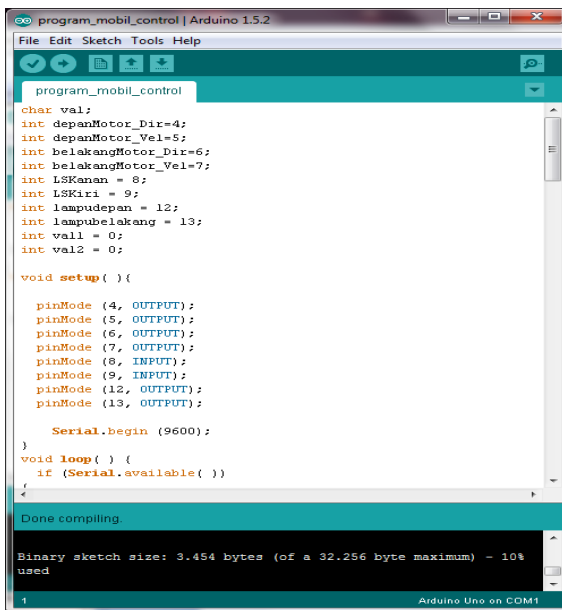 program_mobil_control | Arduino 1.5.2
File Edit Sketch Tools Help
program_mobil_control
char val;
int depanMotor_Dir=4;
int depanMotor_Vel=5;
int belakangMotor_Dir=6;
int belakangMotor_Vel=7;
int LSKanan = 8;
int LSKiri = 9;
int lampudepan = 12;
int lampubelakang = 13;
int val1 = 0;
int val2 = 0;
void setup( ){
pinMode (4, OUTPUT);
pinMode (5, OUTPUT);
pinMode (6, OUTPUT);
pinMode (7, OUTPUT);
pinMode (8, INPUT);
pinMode (9, INPUT);
pinMode (12, OUTPUT);
pinMode (13, OUTPUT);
Serial.begin (9600);
}
void loop( ) {
if (Serial.available( ))
{
Done compiling.
Binary sketch size: 3.454 bytes (of a 32.256 byte maximum) - 10%
used
1 Arduino Uno on COM1